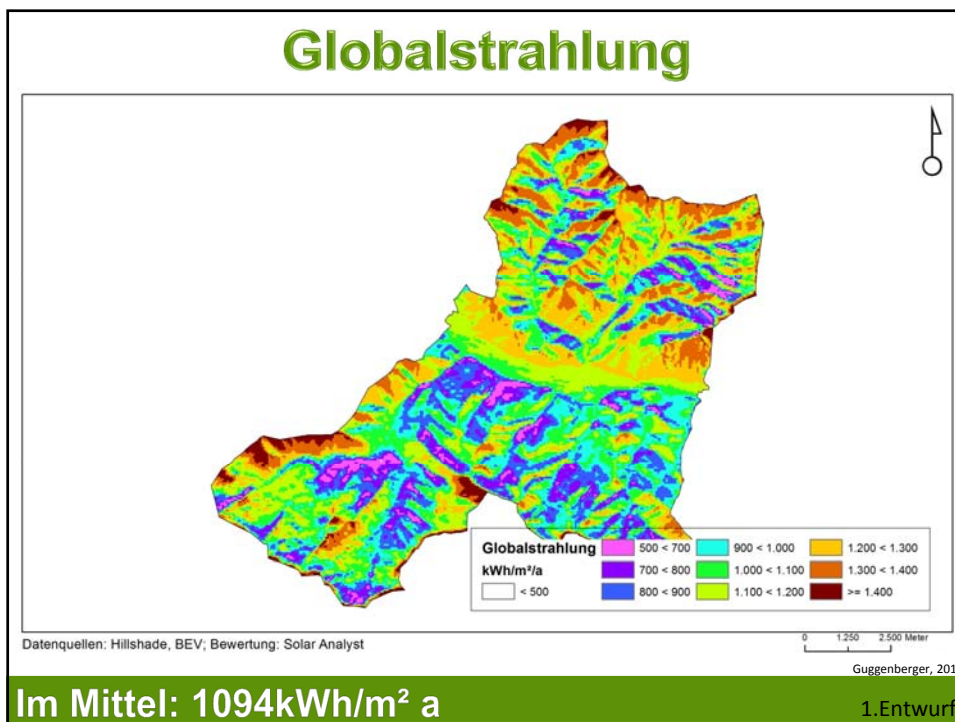 Globalstrahlung
Globalstrahlung
kWh/m²/a
< 500
500 < 700
700 < 800
800 < 900
900 < 1.000
1.000 < 1.100
1.100 < 1.200
1.200 < 1.300
1.300 < 1.400
>= 1.400
Datenquellen: Hillshade, BEV; Bewertung: Solar Analyst
0 1.250 2.500 Meter
Guggenberger, 201
Im Mittel: 1094kWh/m² a
1.Entwurf